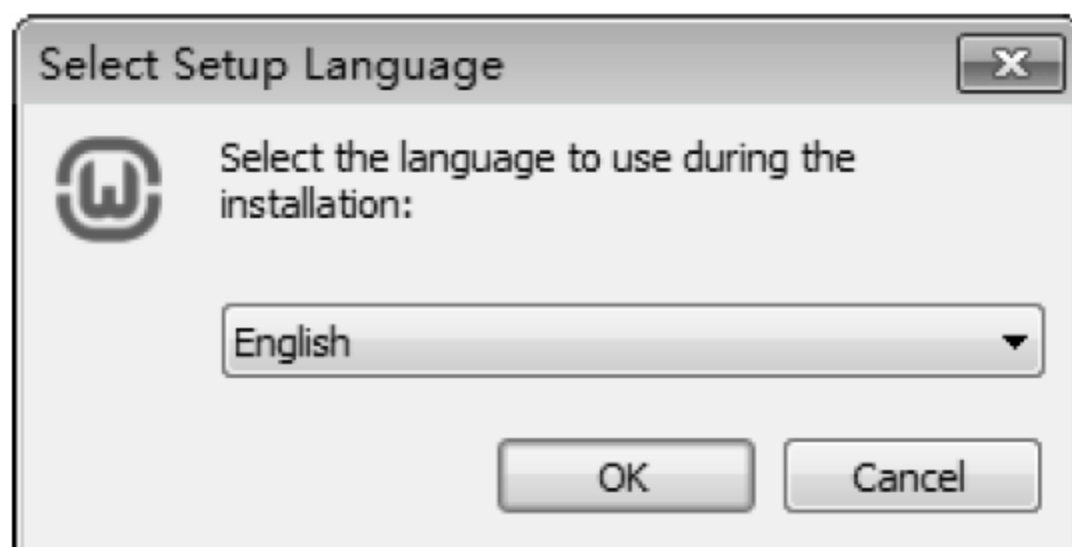 Select Setup Language
Select the language to use during the
installation:
English
OK
Cancel